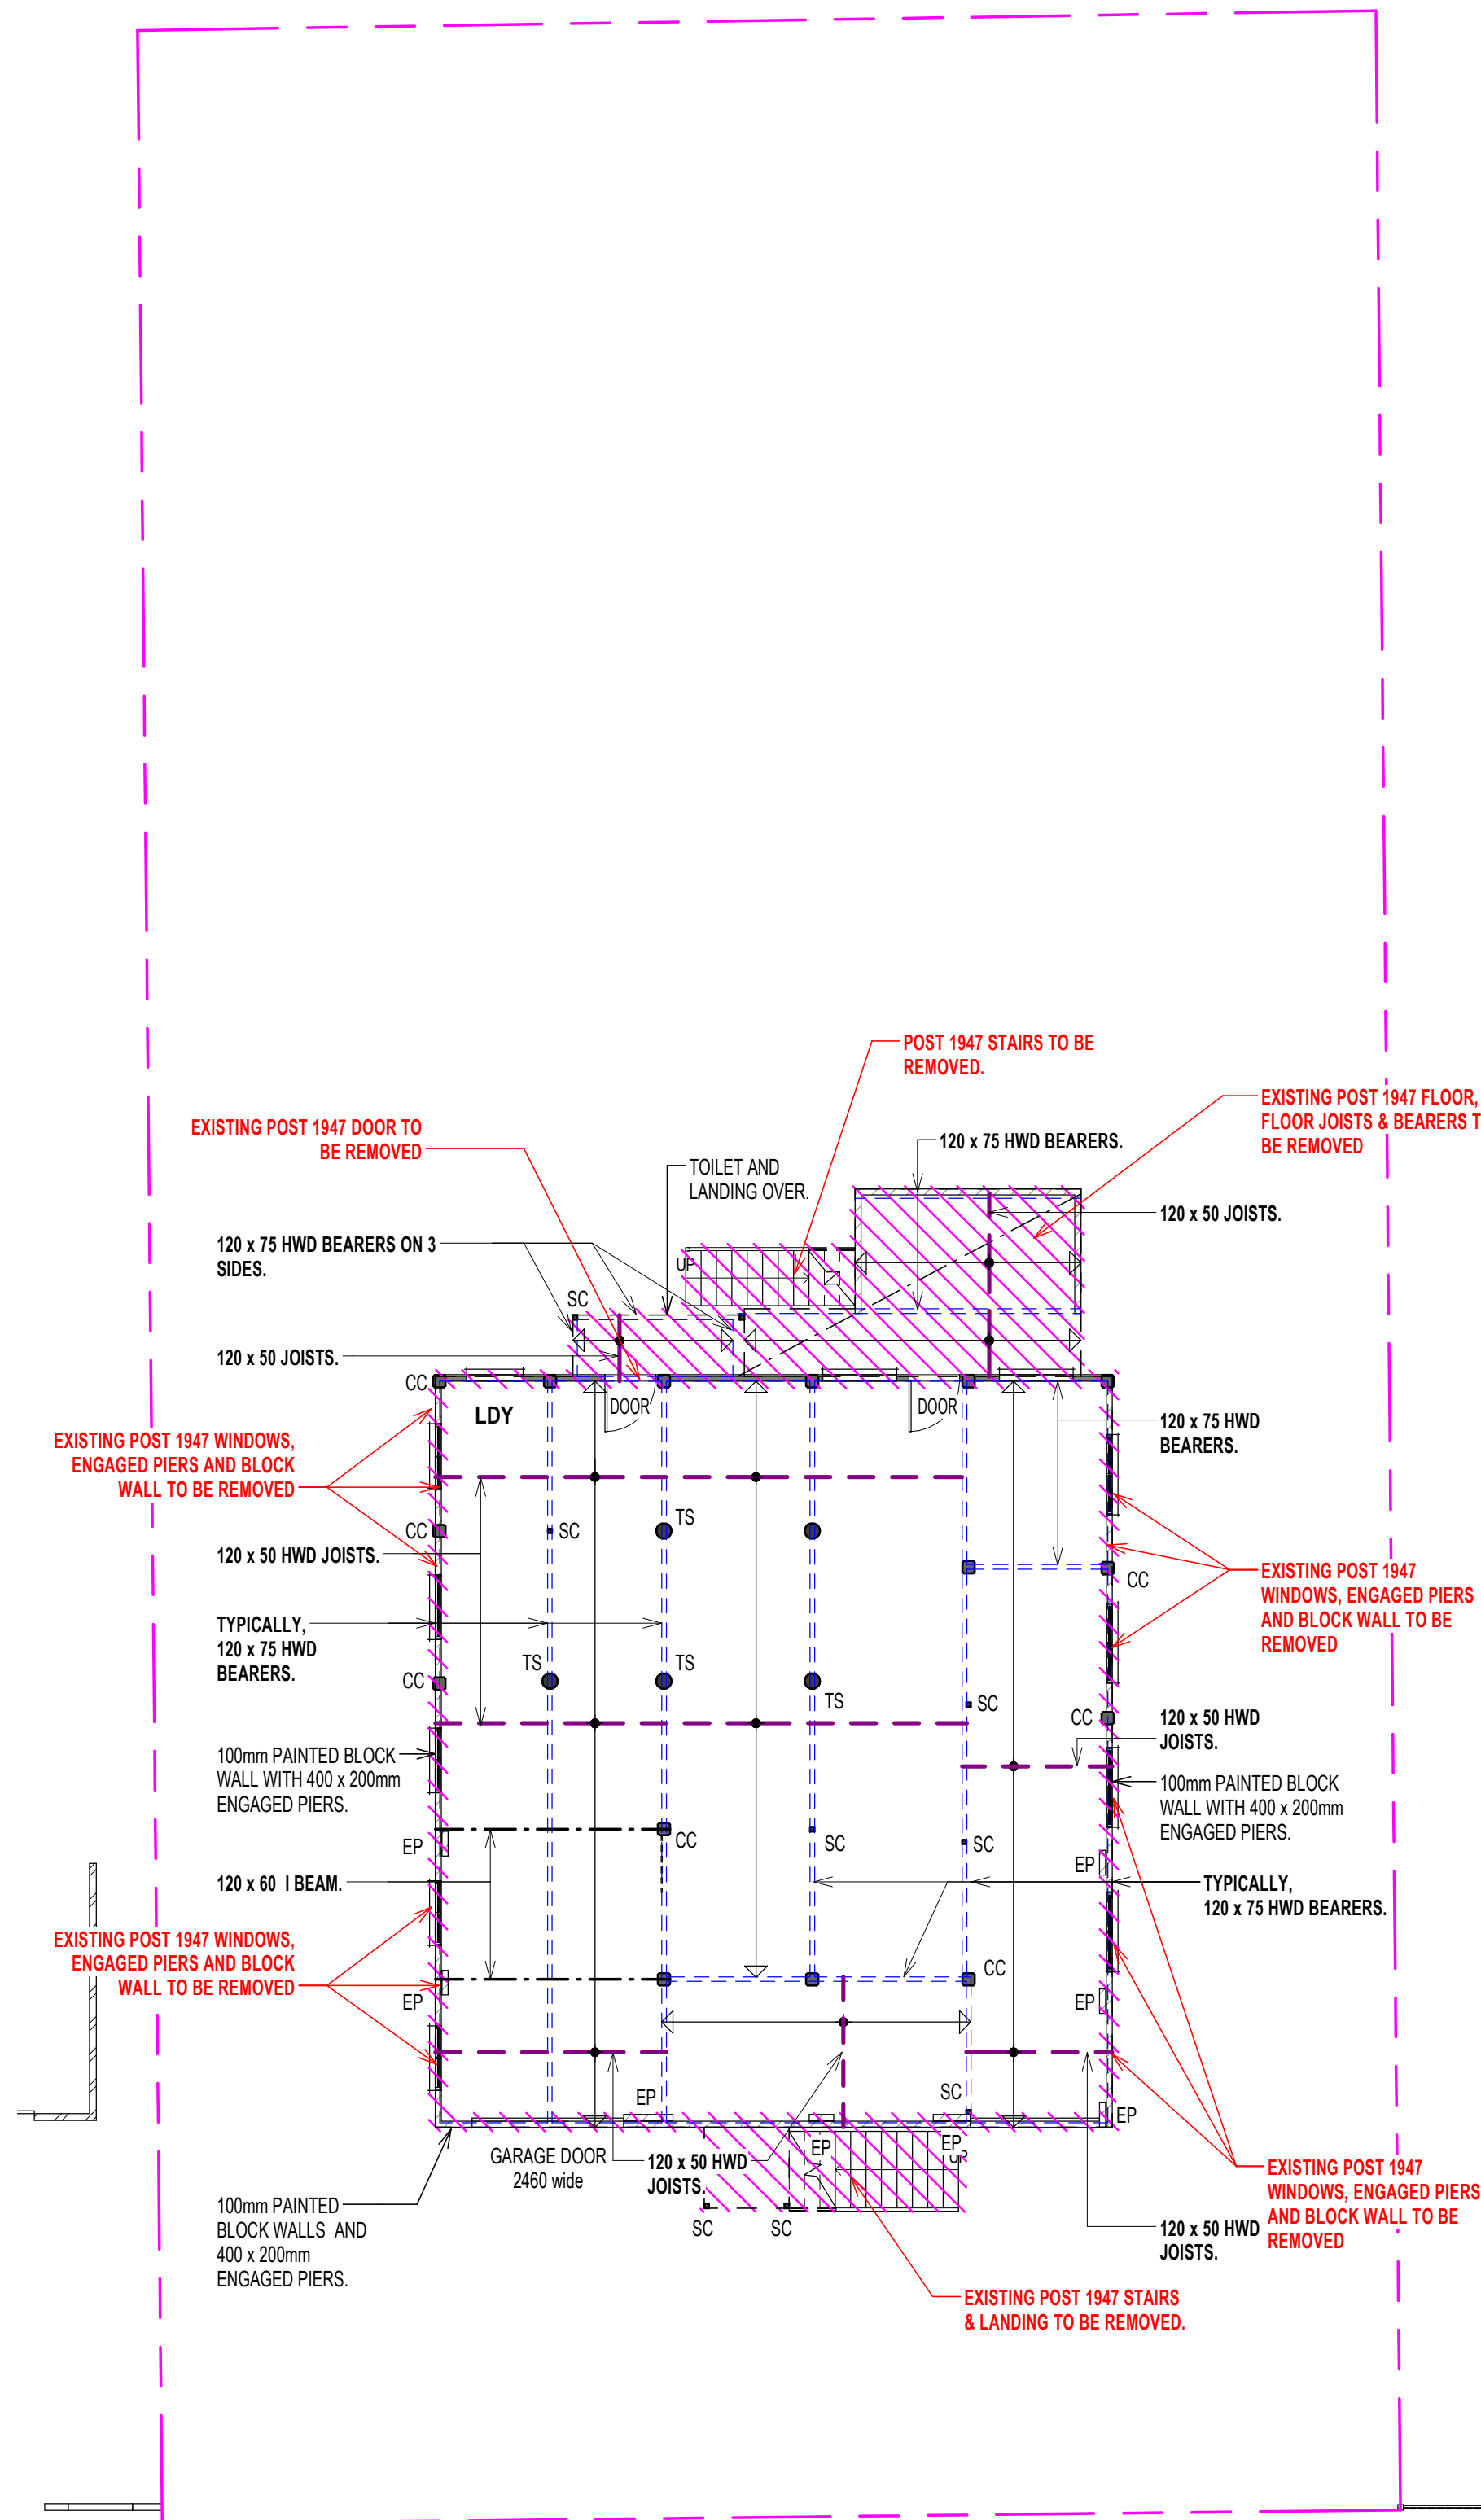 POST 1947 STAIRS TO BE
REMOVED.
EXISTING POST 1947 FLOOR,
FLOOR JOISTS & BEARERS T
BE REMOVED
EXISTING POST 1947 DOOR TO
BE REMOVED
120 x 75 HWD BEARERS.
TOILET AND
LANDING OVER.
120 x 50 JOISTS.
120 x 75 HWD BEARERS ON 3
SIDES.
UP
SC
120 x 50 JOISTS.
CC
DOOR
DOOR
LDY
120 x 75 HWD
BEARERS.
EXISTING POST 1947 WINDOWS,
ENGAGED PIERS AND BLOCK
WALL TO BE REMOVED
TS
CC
SC
120 x 50 HWD JOISTS.
EXISTING POST 1947
WINDOWS, ENGAGED PIERS
AND BLOCK WALL TO BE
REMOVED
CC
TYPICALLY,
120 x 75 HWD
BEARERS.
TS
TS
CC
TS
SC
CC
120 x 50 HWD
JOISTS.
100mm PAINTED BLOCK
WALL WITH 400 x 200mm
ENGAGED PIERS.
100mm PAINTED BLOCK
WALL WITH 400 x 200mm
ENGAGED PIERS.
EP
CC
SC
SC
EP
120 x 60 I BEAM.
TYPICALLY,
120 x 75 HWD BEARERS.
EXISTING POST 1947 WINDOWS,
ENGAGED PIERS AND BLOCK
WALL TO BE REMOVED
CC
EP
EP
EP
SC
EP
GARAGE DOOR
2460 wide
120 x 50 HWD
JOISTS.
EP
EP
UP
EXISTING POST 1947
WINDOWS, ENGAGED PIERS
AND BLOCK WALL TO BE
REMOVED
100mm PAINTED
BLOCK WALLS AND
400 x 200mm
ENGAGED PIERS.
SC
SC
120 x 50 HWD
JOISTS.
EXISTING POST 1947 STAIRS
& LANDING TO BE REMOVED.